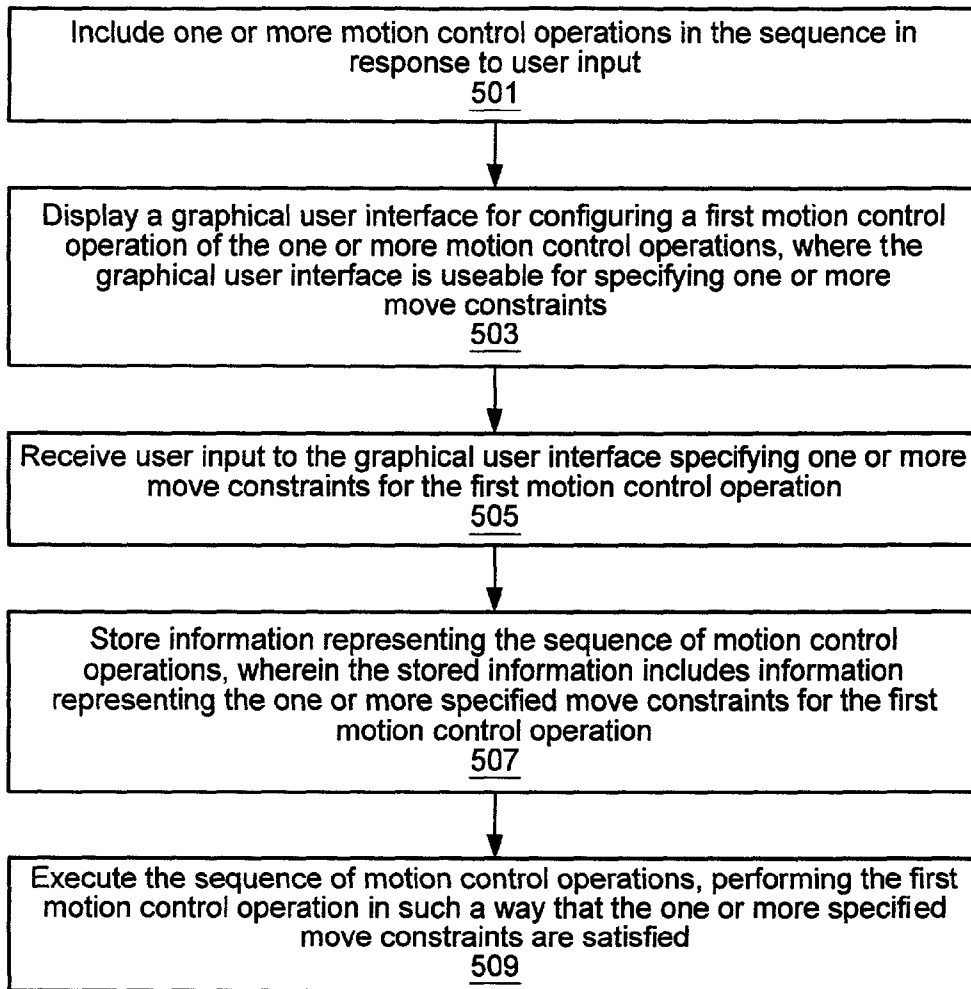 Include one or more motion control operations in the sequence in
response to user input
501
Display a graphical user interface for configuring a first motion control
operation of the one or more motion control operations, where the
graphical user interface is useable for specifying one or more
move constraints
503
Receive user input to the graphical user interface specifying one or more
move constraints for the first motion control operation
505
Store information representing the sequence of motion control
operations, wherein the stored information includes information
representing the one or more specified move constraints for the first
motion control operation
507
Execute the sequence of motion control operations, performing the first
motion control operation in such a way that the one or more specified
move constraints are satisfied
509